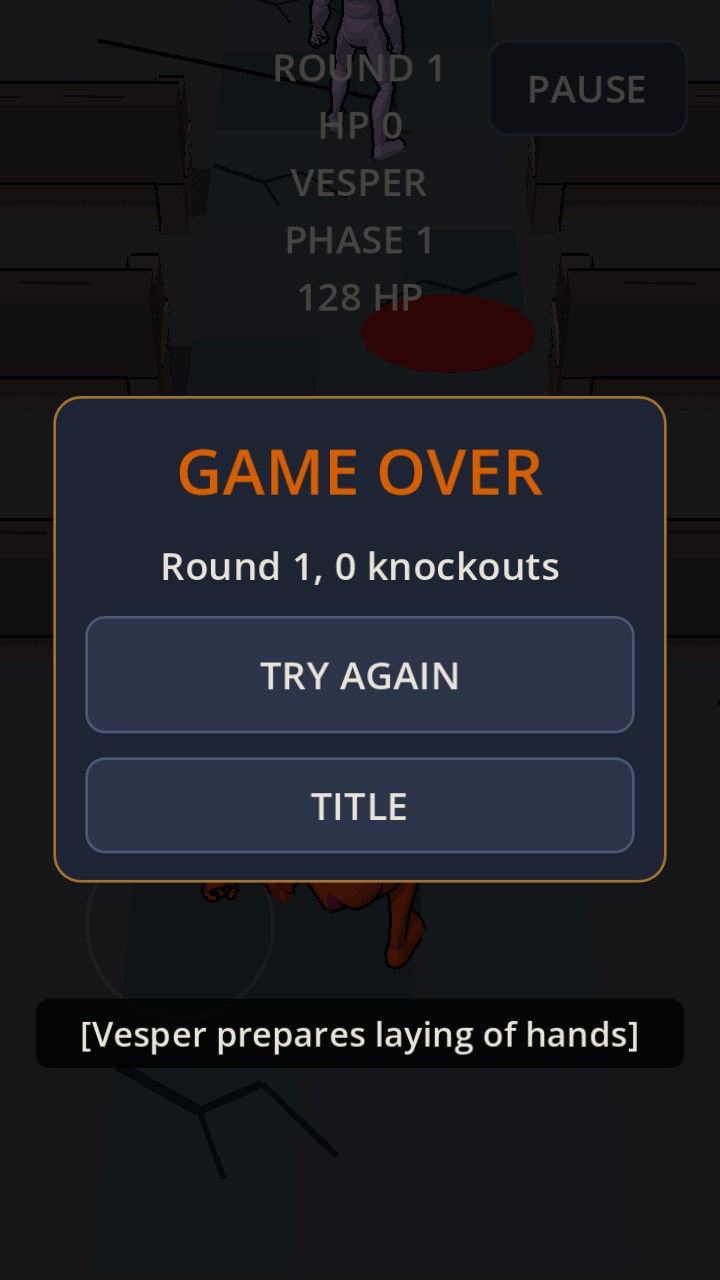 ROUND 1
PAUSE
HP 0
VESPER
PHASE 1
128 HP
GAME OVER
Round 1, 0 knockouts
TRY AGAIN
TITLE
[Vesper prepares laying of hands]